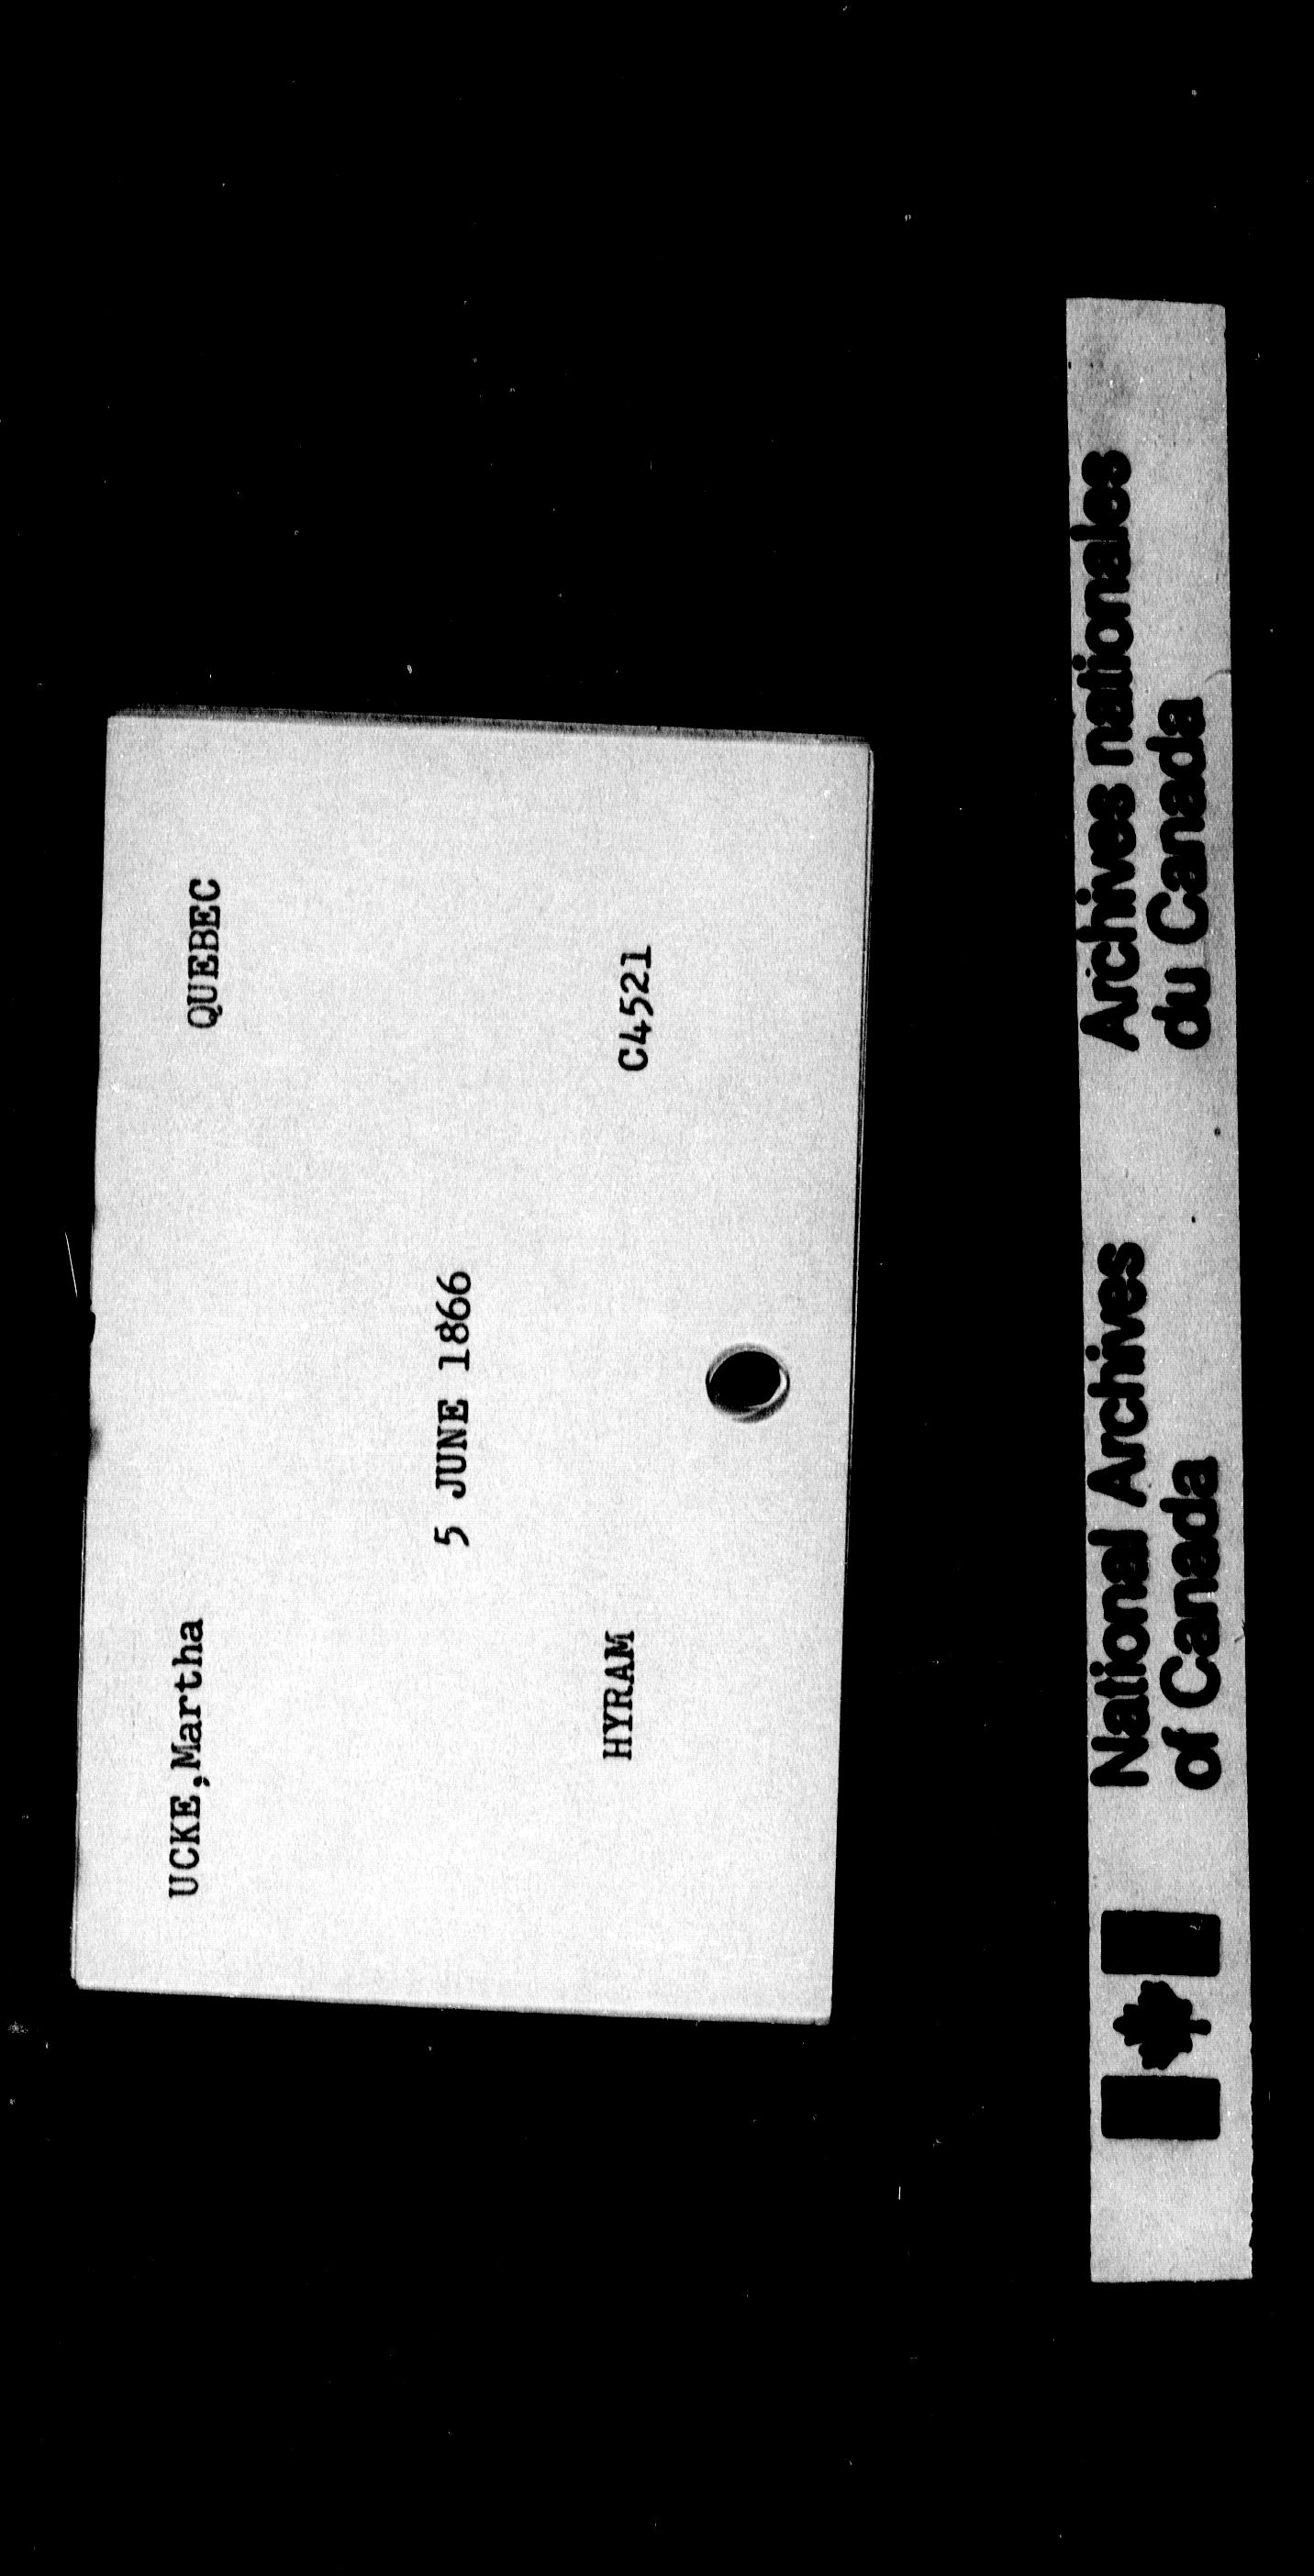 UCKE,Martha QUEBEC
5 JUNE 1866
HYRAM C4521
National Archives Archives nationales
of Canada du Canada